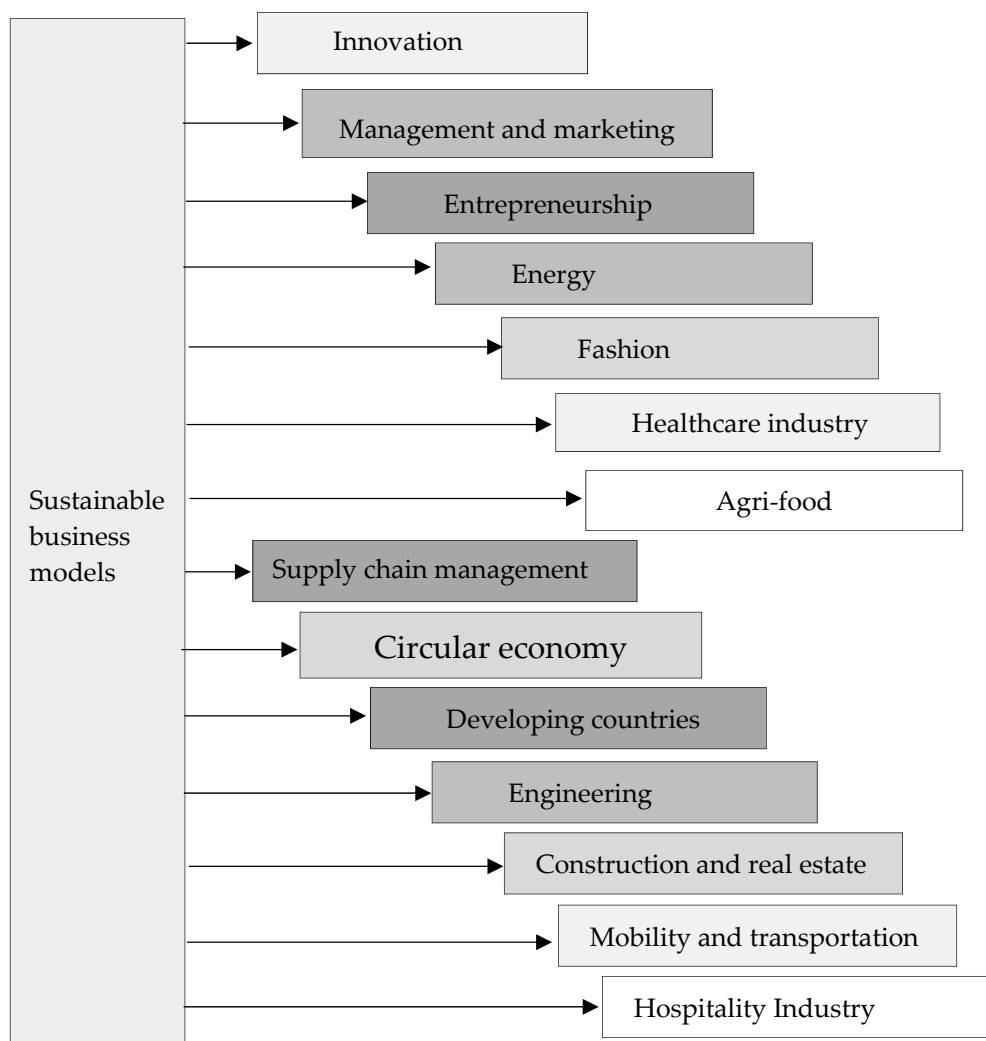 Innovation
Management and marketing
Entrepreneurship
Energy
Fashion
Healthcare industry
Agri-food
Sustainable
business
models
Supply chain management
Circular economy
Developing countries
Engineering
Construction and real estate
Mobility and transportation
Hospitality Industry